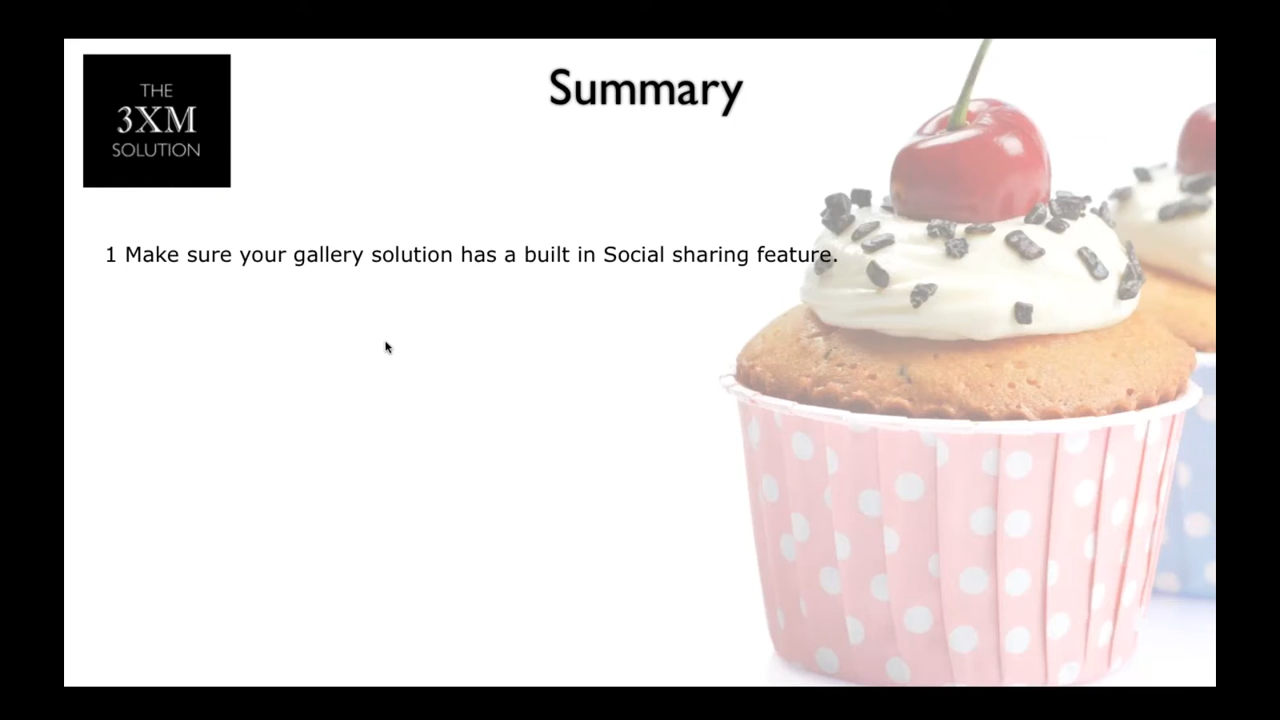 THE
3XM
SOLUTION
Summary
1 Make sure your gallery solution has a built in Social sharing feature.